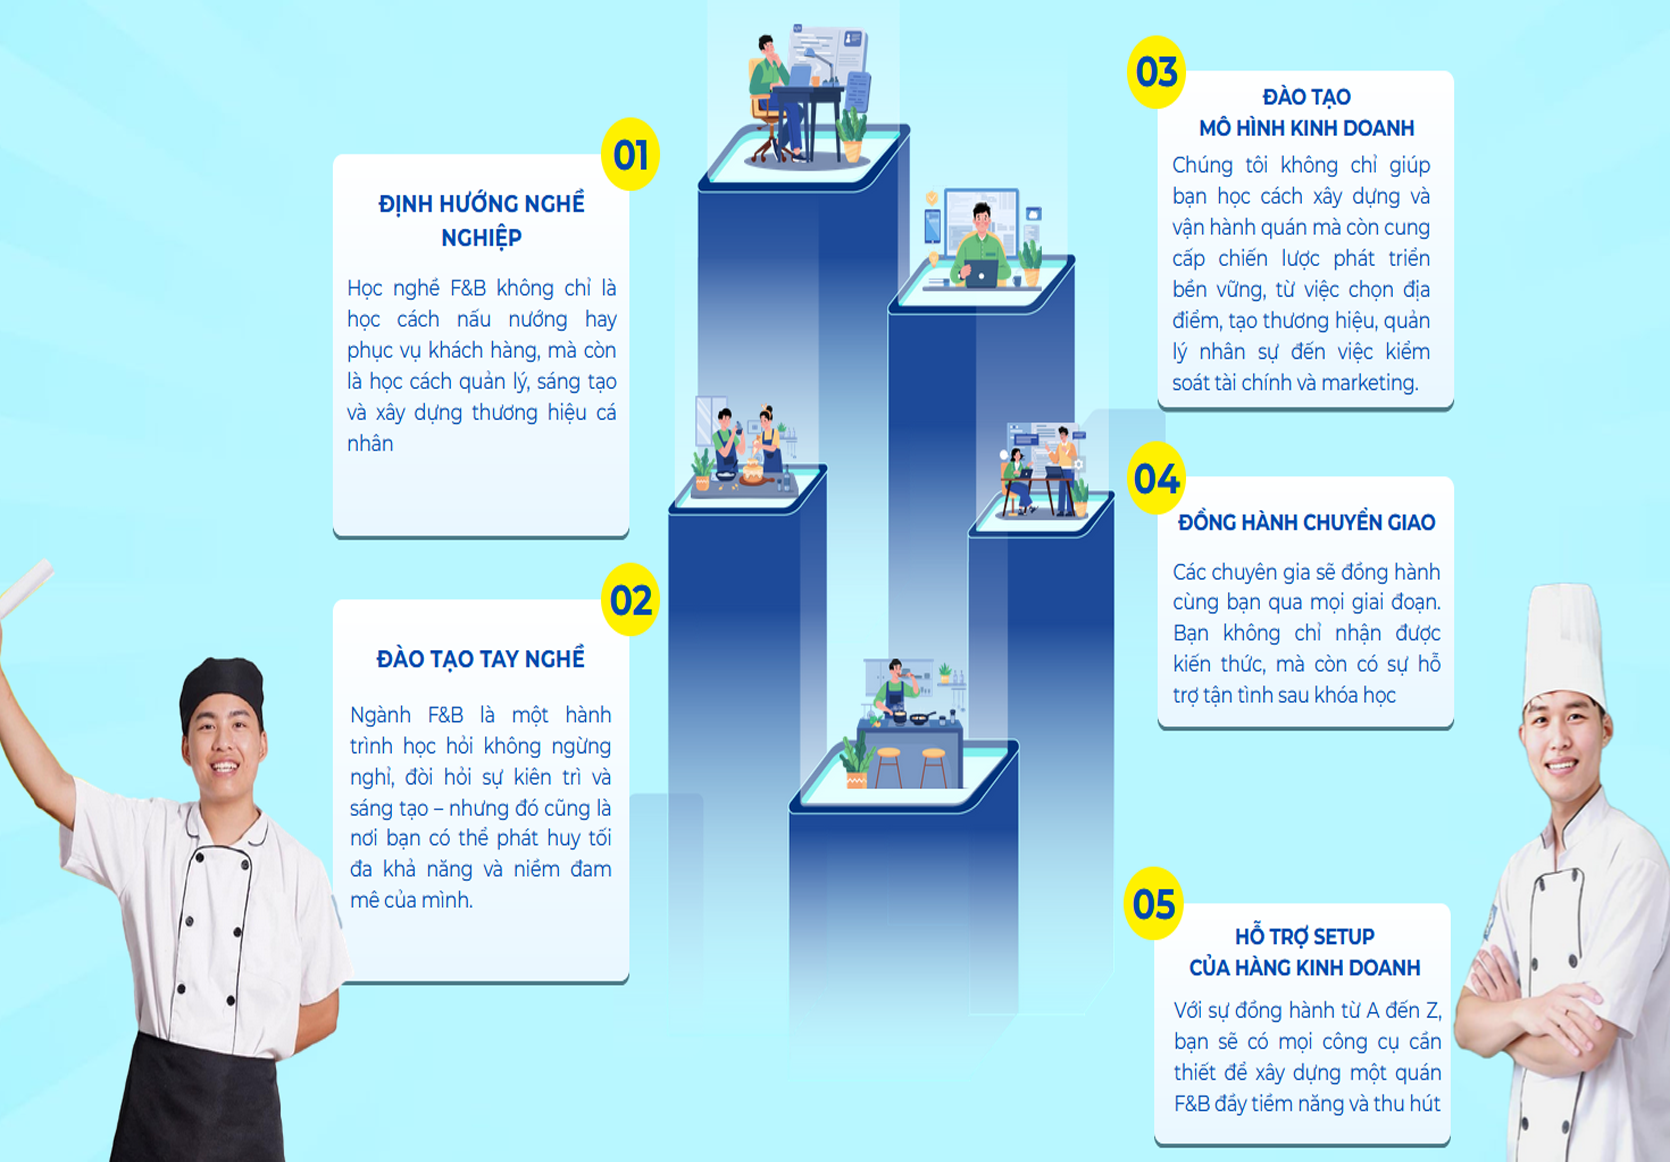 01
ĐỊNH HƯỚNG NGHỀ
NGHIỆP
Học nghề F&B không chỉ là
học cách nấu nướng hay
phục vụ khách hàng, mà còn
là học cách quản lý, sáng tạo
và xây dựng thương hiệu cá
nhân
02
ĐÀO TẠO TAY NGHỀ
Ngành F&B là một hành
trình học hỏi không ngừng
nghỉ, đòi hỏi sự kiên trì và
sáng tạo – nhưng đó cũng là
nơi bạn có thể phát huy tối
đa khả năng và niềm đam
mê của mình.
03
ĐÀO TẠO
MÔ HÌNH KINH DOANH
Chúng tôi không chỉ giúp
bạn học cách xây dựng và
vận hành quán mà còn cung
cấp chiến lược phát triển
bền vững, từ việc chọn địa
điểm, tạo thương hiệu, quản
lý nhân sự đến việc kiểm
soát tài chính và marketing.
04
ĐỒNG HÀNH CHUYỂN GIAO
Các chuyên gia sẽ đồng hành
cùng bạn qua mọi giai đoạn.
Bạn không chỉ nhận được
kiến thức, mà còn có sự hỗ
trợ tận tình sau khóa học
05
HỖ TRỢ SETUP
CỦA HÀNG KINH DOANH
Với sự đồng hành từ A đến Z,
bạn sẽ có mọi công cụ cần
thiết để xây dựng một quán
F&B đầy tiềm năng và thu hút